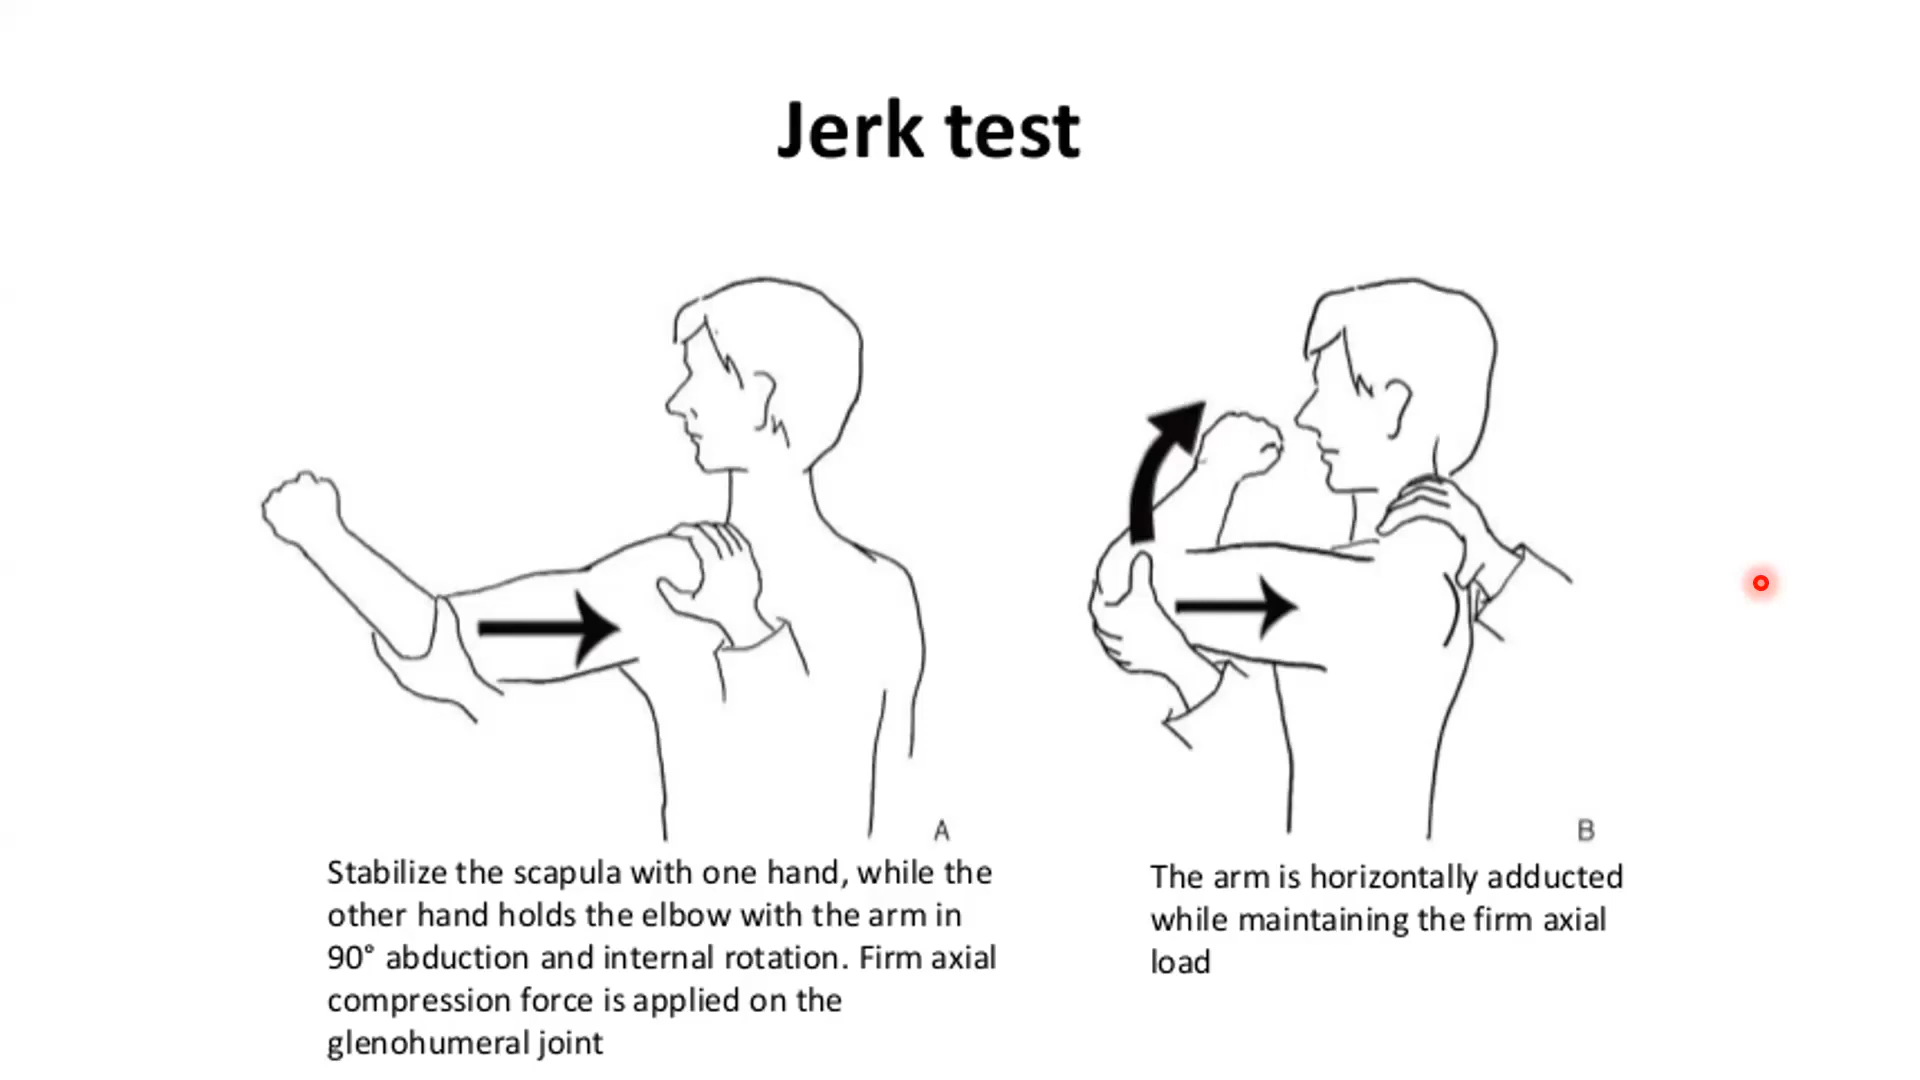 Jerk test
A
Stabilize the scapula with one hand, while the
other hand holds the elbow with the arm in
90° abduction and internal rotation. Firm axial
compression force is applied on the
glenohumeral joint
B
The arm is horizontally adducted
while maintaining the firm axial
load